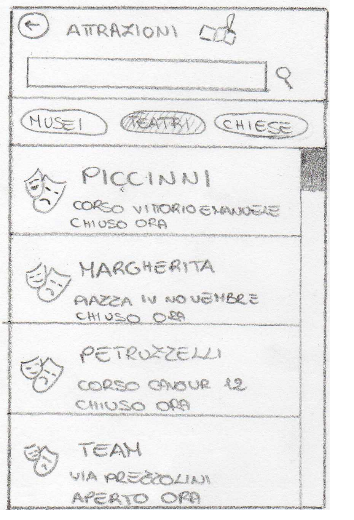 ATTRAZIONI
MUSEI TEATRI CHIESE
PICCINNI
CORSO VITTORIO EMANUELE
CHIUSO ORA
MARGHERITA
PIAZZA IV NOVEMBRE
CHIUSO ORA
PETRUZZELLI
CORSO CAVOUR 12
CHIUSO ORA
TEAM
VIA PREZZOLINI
APERTO ORA